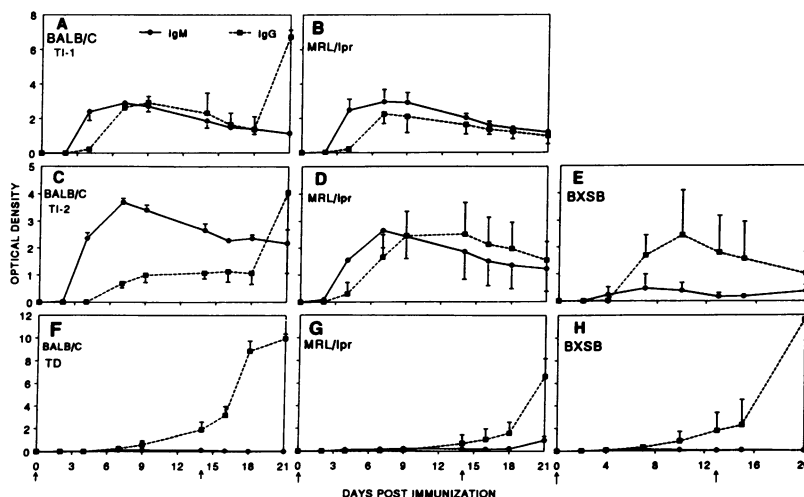 A
BALB/C
TI-1
IgM
IgG
B
MRL/lpr
8
6
4
2
0
C
BALB/C
TI-2
D
MRL/lpr
E
BXSB
5
4
3
2
1
0
OPTICAL DENSITY
F
BALB/C
TD
G
MRL/lpr
H
BXSB
12
10
8
6
4
2
0
0 3 6 9 12 15 18 21 0 3 6 9 12 15 18 21 0 4 8 12 16 20
DAYS POST IMMUNIZATION